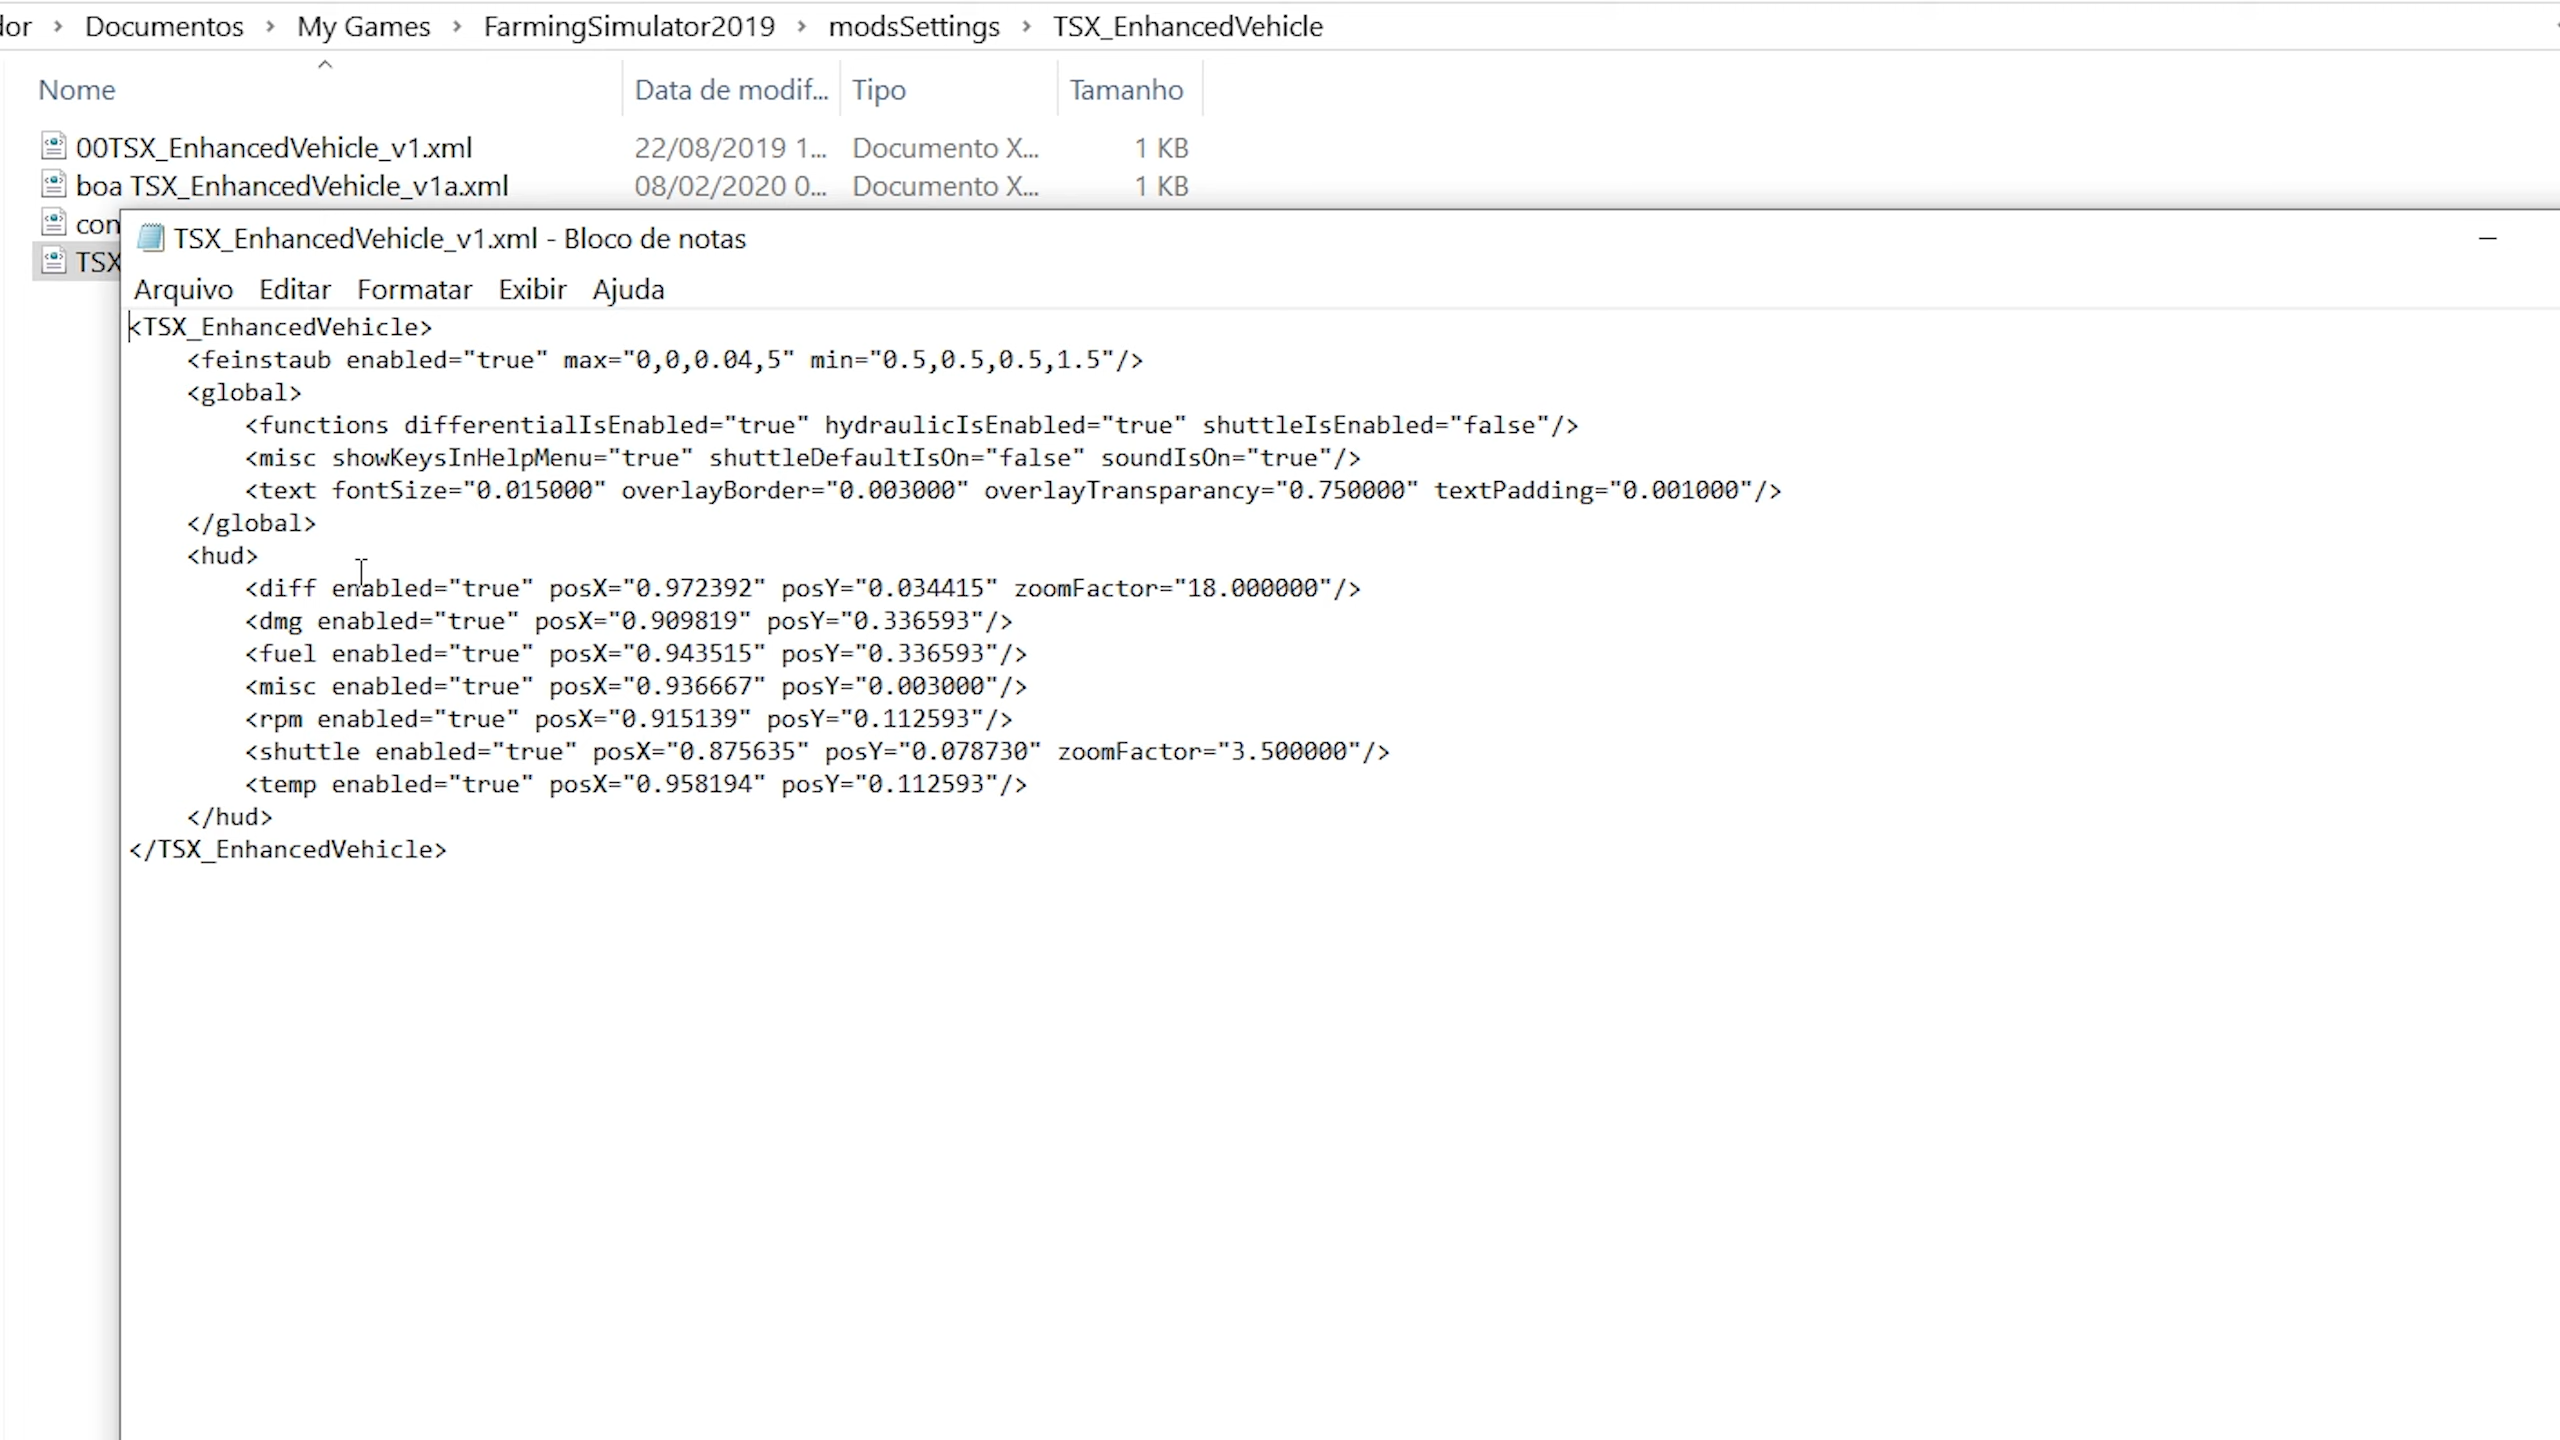 Documentos > My Games > FarmingSimulator2019 > modsSettings > TSX_EnhancedVehicle
Nome Data de modif... Tipo Tamanho
00TSX_EnhancedVehicle_v1.xml 22/08/2019 1... Documento X... 1 KB
boa TSX_EnhancedVehicle_v1a.xml 08/02/2020 0... Documento X... 1 KB
TSX_EnhancedVehicle_v1.xml - Bloco de notas
TSX
Arquivo Editar Formatar Exibir Ajuda
<TSX_EnhancedVehicle>
    <feinstaub enabled="true" max="0,0,0.04,5" min="0.5,0.5,0.5,1.5"/>
    <global>
        <functions differentialIsEnabled="true" hydraulicIsEnabled="true" shuttleIsEnabled="false"/>
        <misc showKeysInHelpMenu="true" shuttleDefaultIsOn="false" soundIsOn="true"/>
        <text fontSize="0.015000" overlayBorder="0.003000" overlayTransparancy="0.750000" textPadding="0.001000"/>
    </global>
    <hud>
        <diff enabled="true" posX="0.972392" posY="0.034415" zoomFactor="18.000000"/>
        <dmg enabled="true" posX="0.909819" posY="0.336593"/>
        <fuel enabled="true" posX="0.943515" posY="0.336593"/>
        <misc enabled="true" posX="0.936667" posY="0.003000"/>
        <rpm enabled="true" posX="0.915139" posY="0.112593"/>
        <shuttle enabled="true" posX="0.875635" posY="0.078730" zoomFactor="3.500000"/>
        <temp enabled="true" posX="0.958194" posY="0.112593"/>
    </hud>
</TSX_EnhancedVehicle>